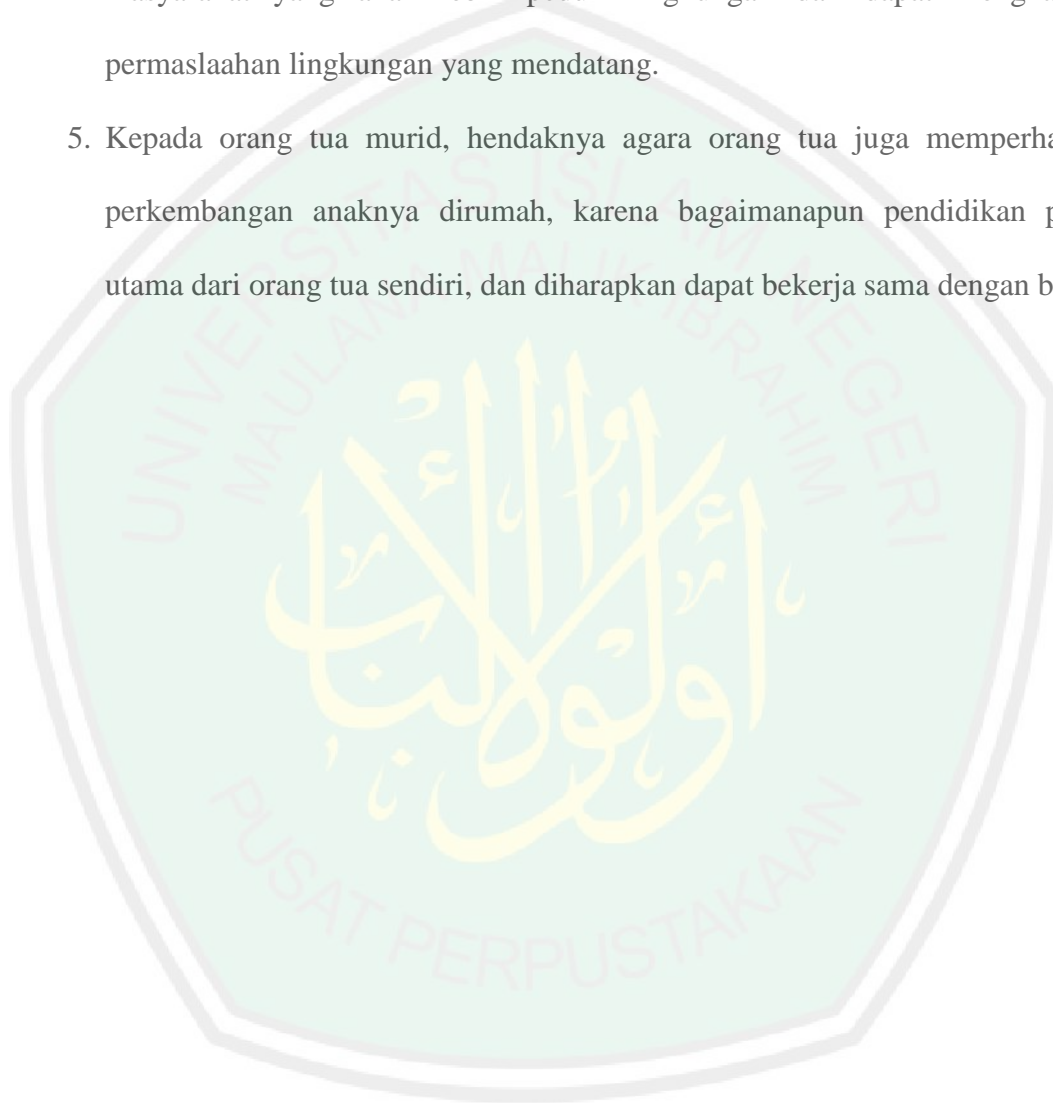 permaslaahan lingkungan yang mendatang.
5. Kepada orang tua murid, hendaknya agara orang tua juga memperha
perkembangan anaknya dirumah, karena bagaimanapun pendidikan p
utama dari orang tua sendiri, dan diharapkan dapat bekerja sama dengan b
UNIVERSITAS ISLAM NEGERI
MAULANA MALIK IBRAHIM
أولوا الألباب
PUSAT PERPUSTAKAAN